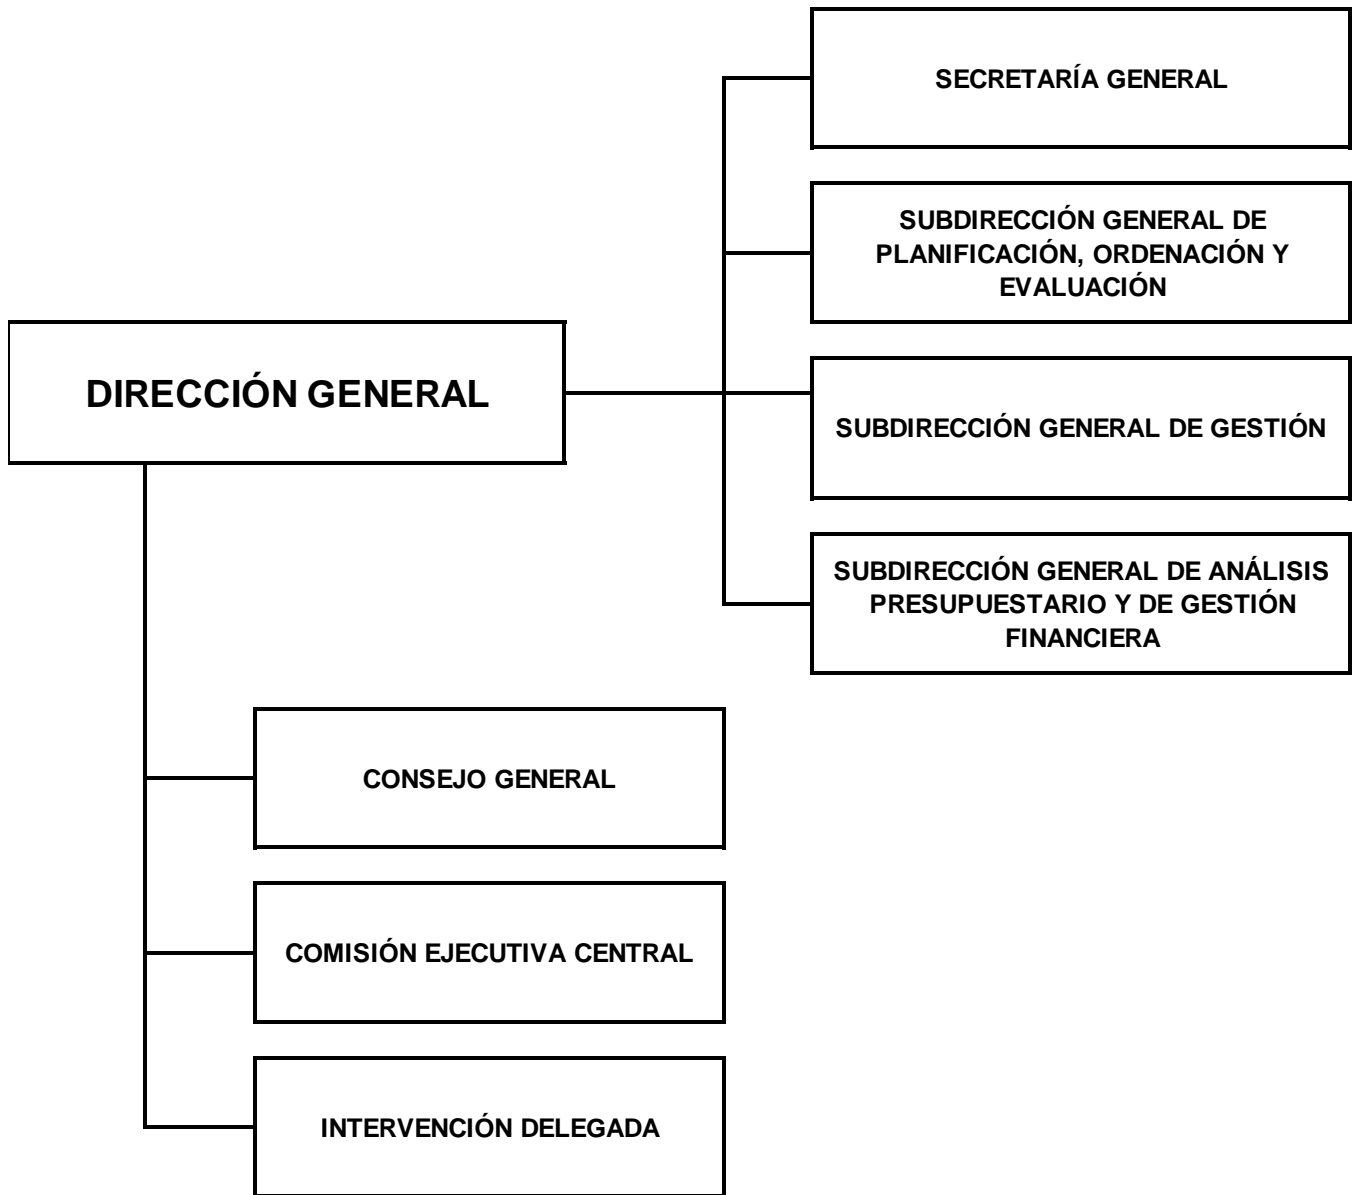 SECRETARÍA GENERAL
SUBDIRECCIÓN GENERAL DE
PLANIFICACIÓN, ORDENACIÓN Y
EVALUACIÓN
DIRECCIÓN GENERAL
SUBDIRECCIÓN GENERAL DE GESTIÓN
SUBDIRECCIÓN GENERAL DE ANÁLISIS
PRESUPUESTARIO Y DE GESTIÓN
FINANCIERA
CONSEJO GENERAL
COMISIÓN EJECUTIVA CENTRAL
INTERVENCIÓN DELEGADA